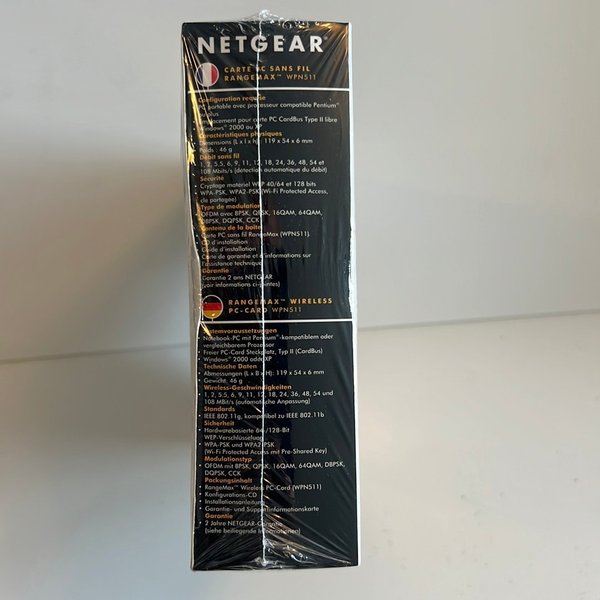 NETGEAR®
CARTE PC SANS FIL
RANGEMAX™ WPN511
Configuration requise
• PC portable avec processeur compatible Pentium®
ou plus
• Emplacement pour carte PC CardBus Type II libre
• Windows® 2000 ou XP
Caractéristiques physiques
• Dimensions (L x l x h): 119 x 54 x 6 mm
• Poids : 46 g
Débit sans fil
• 1, 2, 5.5, 6, 9, 11, 12, 18, 24, 36, 48, 54 et
108 Mbits/s (détection automatique du débit)
Sécurité
• Cryptage matériel WEP 40/64 et 128 bits
• WPA-PSK, WPA2-PSK (Wi-Fi Protected Access,
cle partagée)
Type de modulation
• OFDM avec BPSK, QPSK, 16QAM, 64QAM,
DBPSK, DQPSK, CCK
Contenu de la boîte
• Carte PC sans fil RangeMax (WPN511)
• CD d'installation
• Guide d'installation
• Carte de garantie et d'informations sur
l'assistance technique
Garantie
• Garantie 2 ans NETGEAR
(voir informations ci-jointes)
RANGEMAX™ WIRELESS
PC-CARD WPN511
Systemvoraussetzungen
• Notebook-PC mit Pentium®-kompatiblem oder
vergleichbarem Prozessor
• Freier PC-Card Steckplatz, Typ II (CardBus)
• Windows® 2000 oder XP
Technische Daten
• Abmessungen (L x B x H): 119 x 54 x 6 mm
• Gewicht: 46 g
Wireless-Geschwindigkeiten
• 1, 2, 5.5, 6, 9, 11, 12, 18, 24, 36, 48, 54 und
108 MBit/s (automatische Anpassung)
Standards
• IEEE 802.11g, kompatibel zu IEEE 802.11b
Sicherheit
• Hardwarebasierte 64-/128-Bit
WEP-Verschlüsselung
• WPA-PSK und WPA2-PSK
(Wi-Fi Protected Access mit Pre-Shared Key)
Modulationstyp
• OFDM mit BPSK, QPSK, 16QAM, 64QAM, DBPSK,
DQPSK, CCK
Packungsinhalt
• RangeMax™ Wireless PC-Card (WPN511)
• Konfigurations-CD
• Installationsanleitung
• Garantie- und Supportinformationskarte
Garantie
• 2 Jahre NETGEAR-Garantie
(siehe beiliegende Informationen)